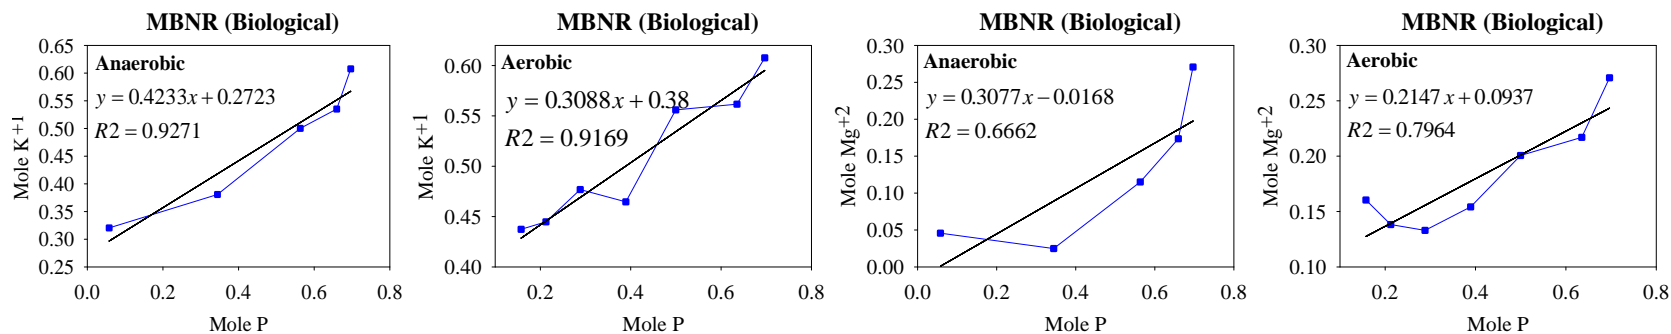 MBNR (Biological)
Mole K+1
0.65
0.60
0.55
0.50
0.45
0.40
0.35
0.30
0.25
Anaerobic
y = 0.4233x + 0.2723
R2 = 0.9271
0.0 0.2 0.4 0.6 0.8
Mole P
MBNR (Biological)
Mole K+1
0.60
0.55
0.50
0.45
0.40
Aerobic
y = 0.3088x + 0.38
R2 = 0.9169
0.2 0.4 0.6 0.8
Mole P
MBNR (Biological)
Mole Mg+2
0.30
0.25
0.20
0.15
0.10
0.05
0.00
Anaerobic
y = 0.3077x − 0.0168
R2 = 0.6662
0.0 0.2 0.4 0.6 0.8
Mole P
MBNR (Biological)
Mole Mg+2
0.30
0.25
0.20
0.15
0.10
Aerobic
y = 0.2147x + 0.0937
R2 = 0.7964
0.2 0.4 0.6 0.8
Mole P